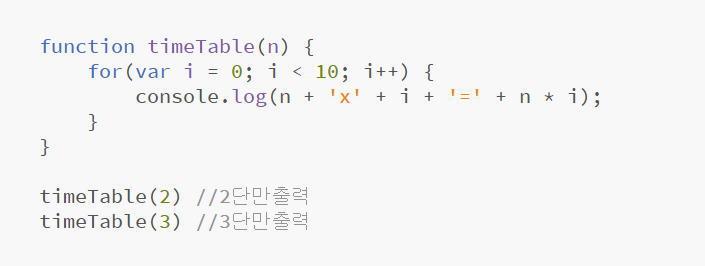 function timeTable(n) {
    for(var i = 0; i < 10; i++) {
        console.log(n + 'x' + i + '=' + n * i);
    }
}
timeTable(2) //2단만출력
timeTable(3) //3단만출력